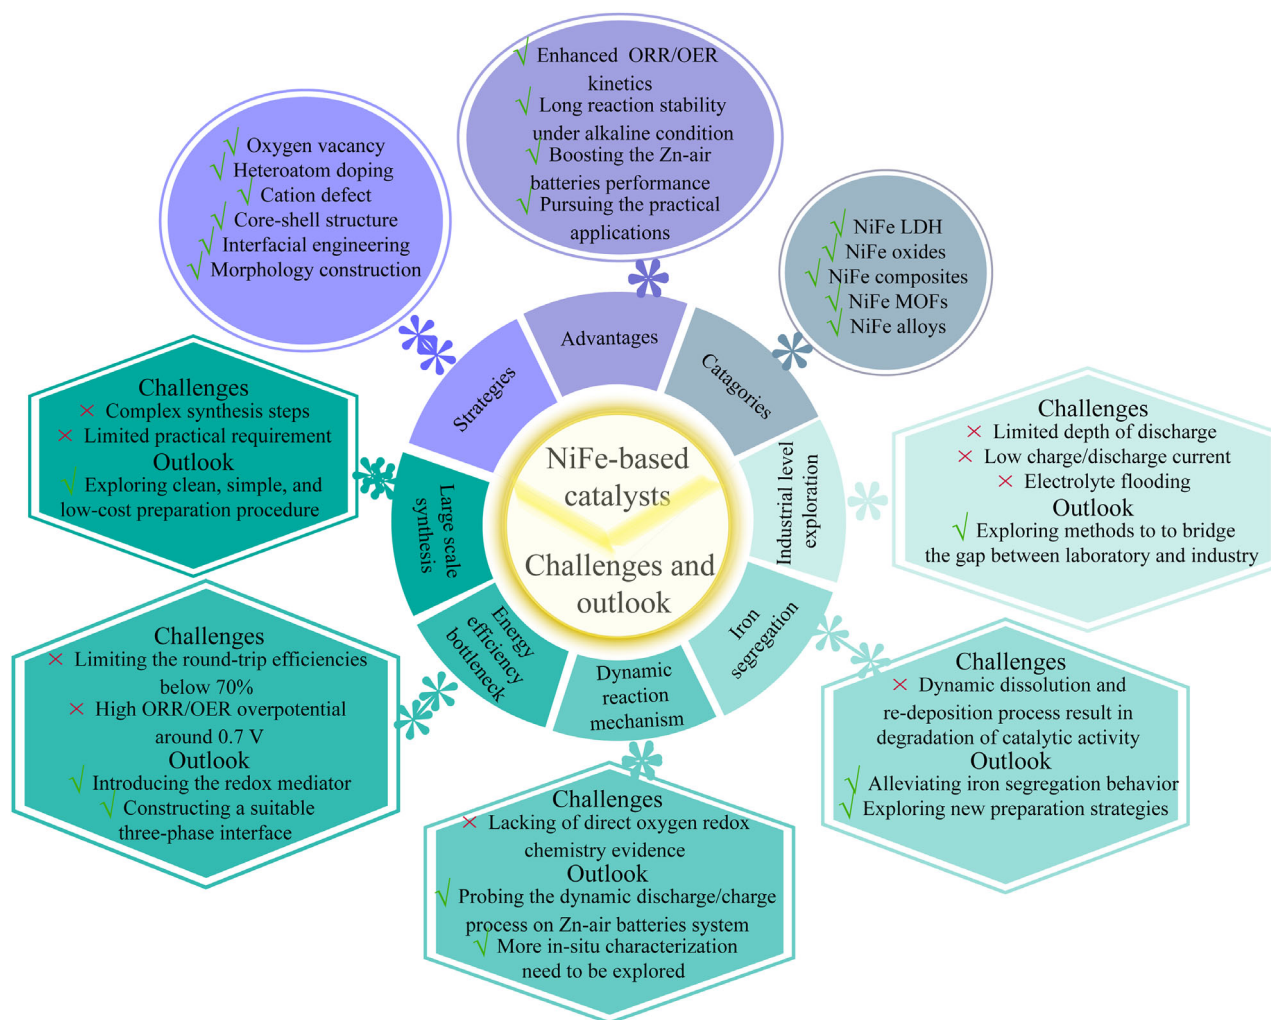 √ Enhanced ORR/OER
kinetics
√ Long reaction stability
under alkaline condition
√ Boosting the Zn-air
batteries performance
√ Pursuing the practical
applications
√ Oxygen vacancy
√ Heteroatom doping
√ Cation defect
√ Core-shell structure
√ Interfacial engineering
√ Morphology construction
√ NiFe LDH
√ NiFe oxides
√ NiFe composites
√ NiFe MOFs
√ NiFe alloys
Strategies
Advantages
Catagories
Large scale
synthesis
Industrial level
exploration
Energy
efficiency
bottleneck
Dynamic
reaction
mechanism
Iron
segregation
NiFe-based
catalysts
Challenges and
outlook
Challenges
× Complex synthesis steps
× Limited practical requirement
Outlook
√ Exploring clean, simple, and
low-cost preparation procedure
Challenges
× Limited depth of discharge
× Low charge/discharge current
× Electrolyte flooding
Outlook
√ Exploring methods to to bridge
the gap between laboratory and industry
Challenges
× Limiting the round-trip efficiencies
below 70%
× High ORR/OER overpotential
around 0.7 V
Outlook
√ Introducing the redox mediator
√ Constructing a suitable
three-phase interface
Challenges
× Dynamic dissolution and
re-deposition process result in
degradation of catalytic activity
Outlook
√ Alleviating iron segregation behavior
√ Exploring new preparation strategies
Challenges
× Lacking of direct oxygen redox
chemistry evidence
Outlook
√ Probing the dynamic discharge/charge
process on Zn-air batteries system
√ More in-situ characterization
need to be explored